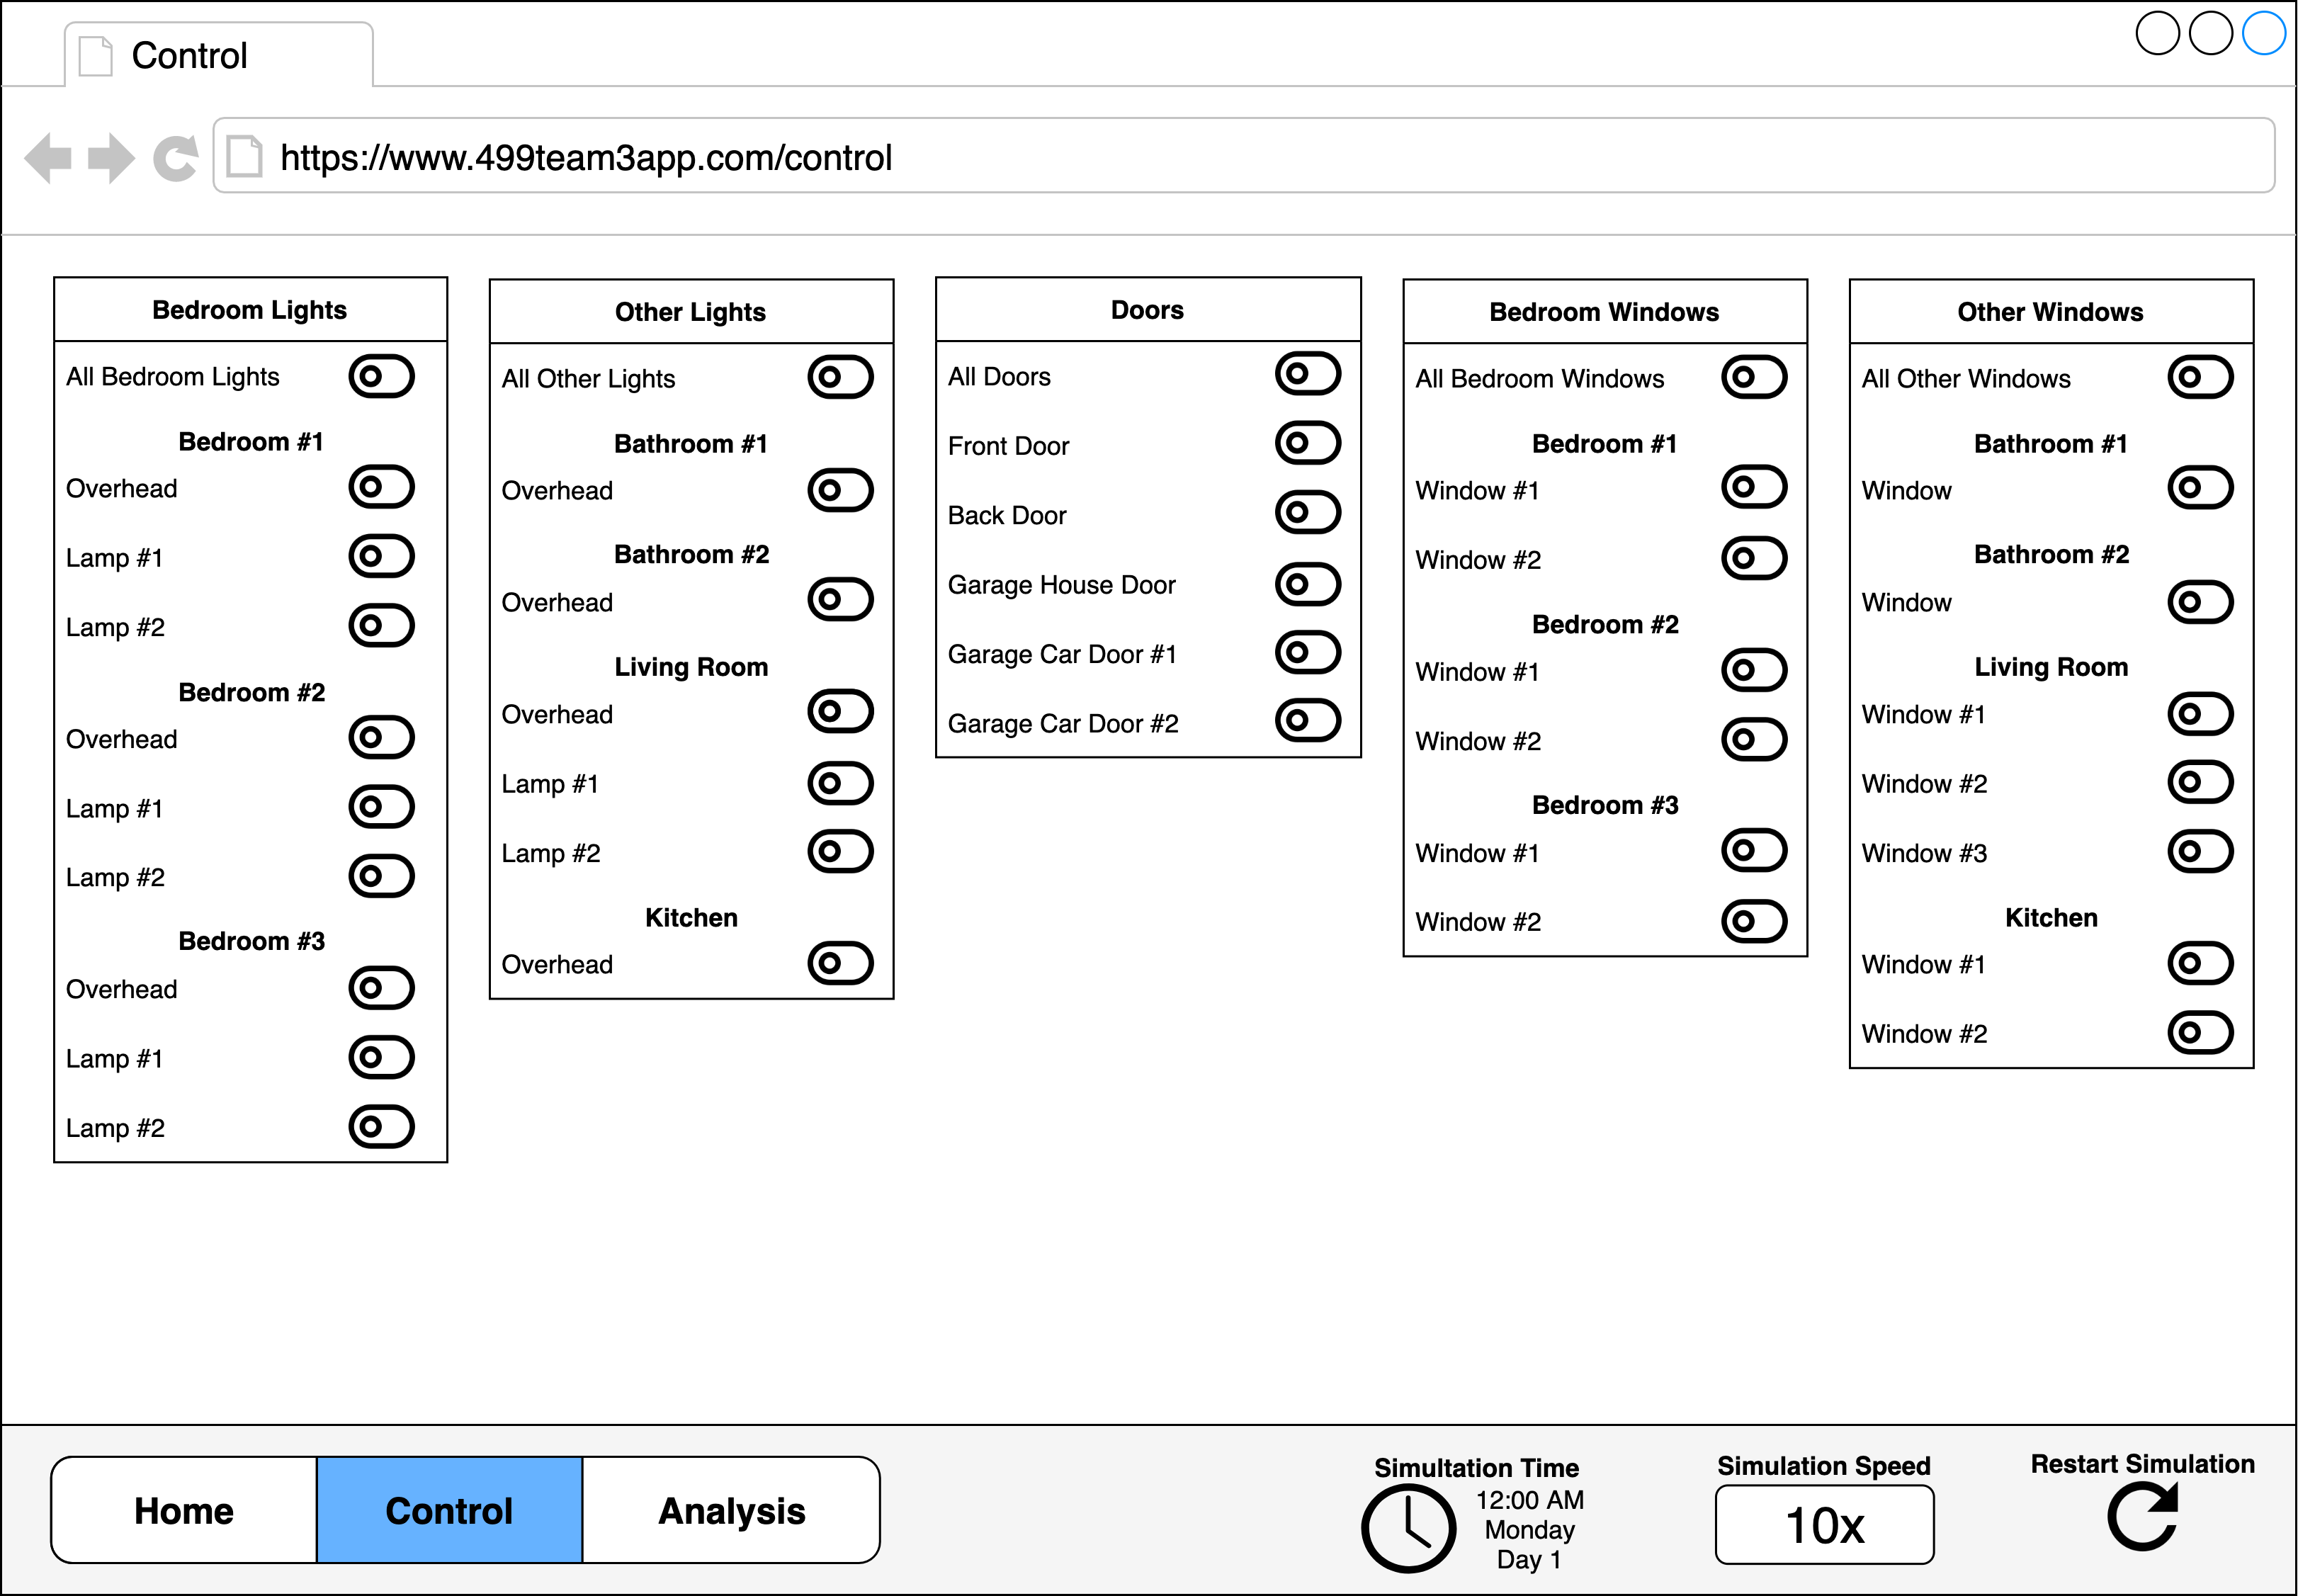 Control
https://www.499team3app.com/control
Bedroom Lights
All Bedroom Lights
Bedroom #1
Overhead
Lamp #1
Lamp #2
Bedroom #2
Overhead
Lamp #1
Lamp #2
Bedroom #3
Overhead
Lamp #1
Lamp #2
Other Lights
All Other Lights
Bathroom #1
Overhead
Bathroom #2
Overhead
Living Room
Overhead
Lamp #1
Lamp #2
Kitchen
Overhead
Doors
All Doors
Front Door
Back Door
Garage House Door
Garage Car Door #1
Garage Car Door #2
Bedroom Windows
All Bedroom Windows
Bedroom #1
Window #1
Window #2
Bedroom #2
Window #1
Window #2
Bedroom #3
Window #1
Window #2
Other Windows
All Other Windows
Bathroom #1
Window
Bathroom #2
Window
Living Room
Window #1
Window #2
Window #3
Kitchen
Window #1
Window #2
Home
Control
Analysis
Simultation Time
12:00 AM
Monday
Day 1
Simulation Speed
10x
Restart Simulation